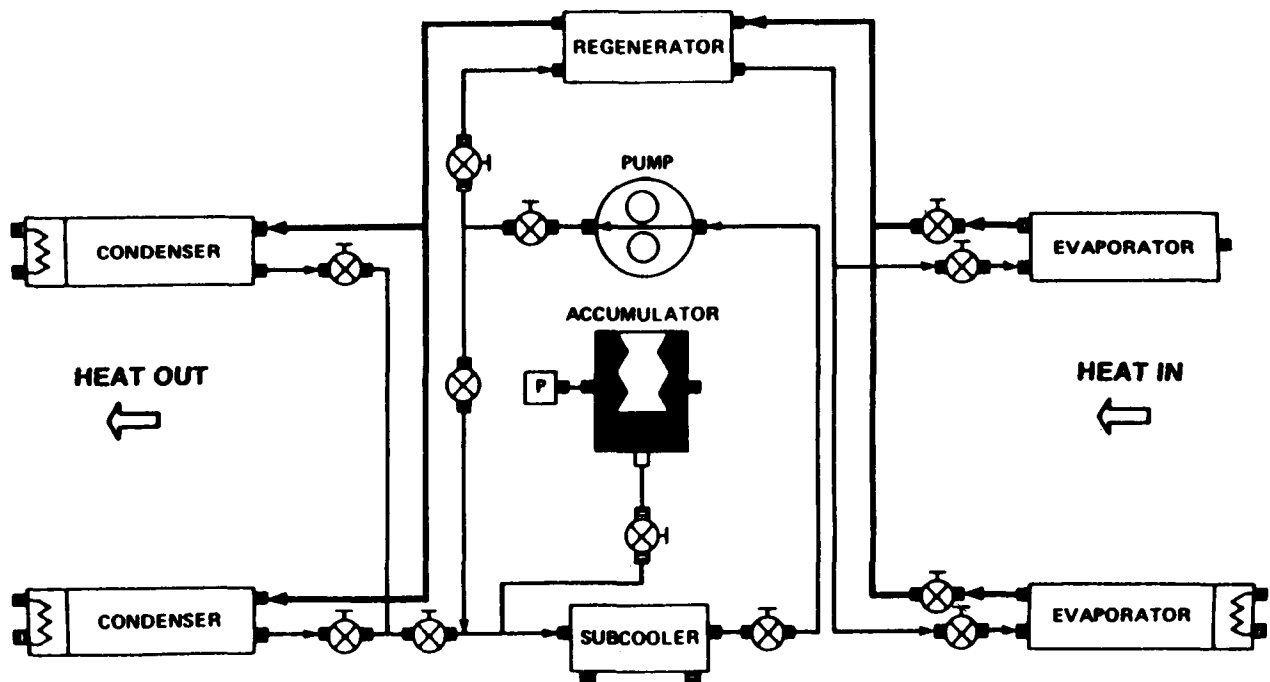 REGENERATOR
PUMP
CONDENSER
EVAPORATOR
ACCUMULATOR
HEAT OUT
P
HEAT IN
CONDENSER
SUBCOOLER
EVAPORATOR